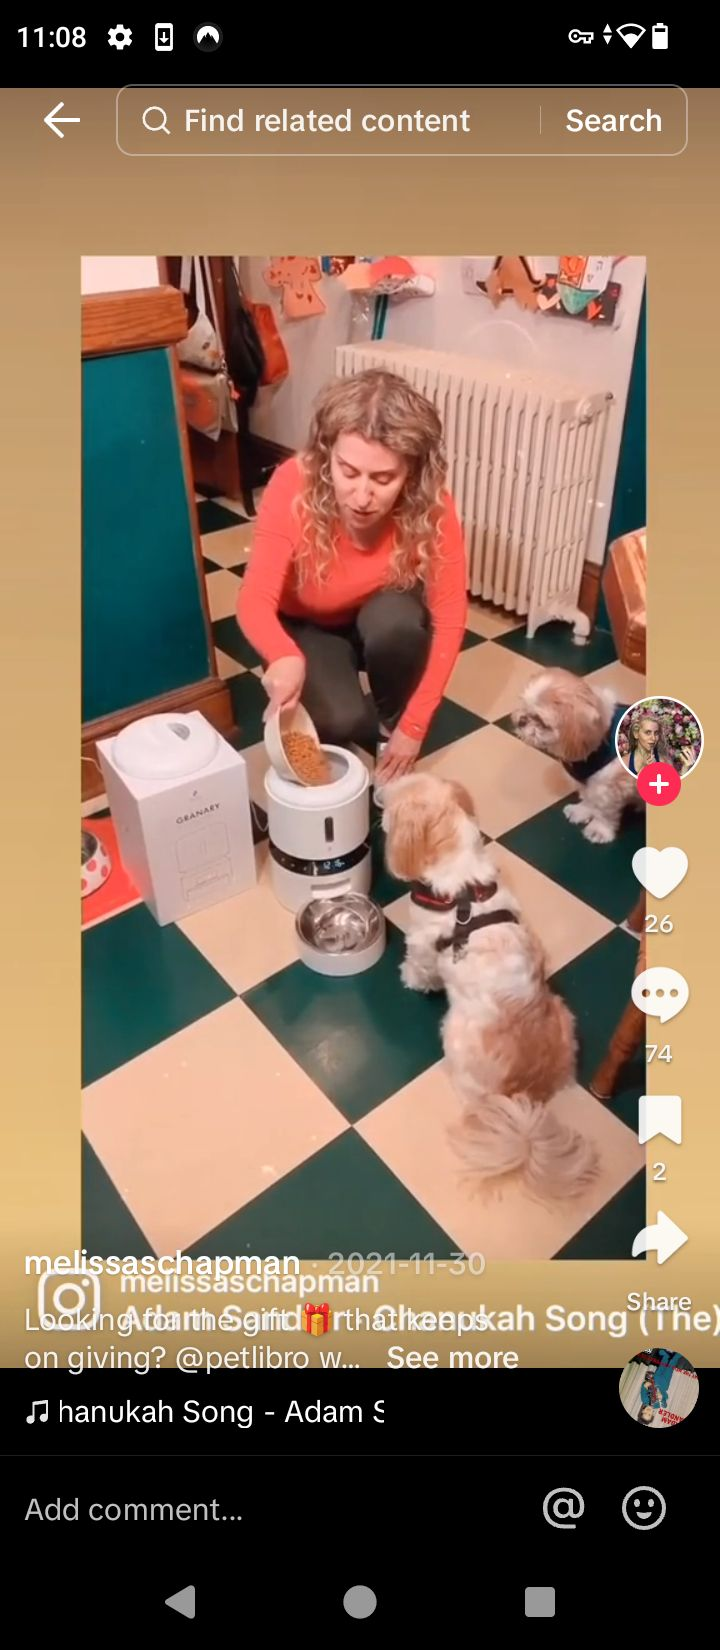 11:08
Find related content
Search
GRANARY
melissaschapman · 2021-11-30
melissaschapman
Looking for the gift 🎁 that keeps
Adam Sandler - Chanukah Song (The)
on giving? @petlibro w... See more
hanukah Song - Adam S
26
74
2
Share
Add comment...